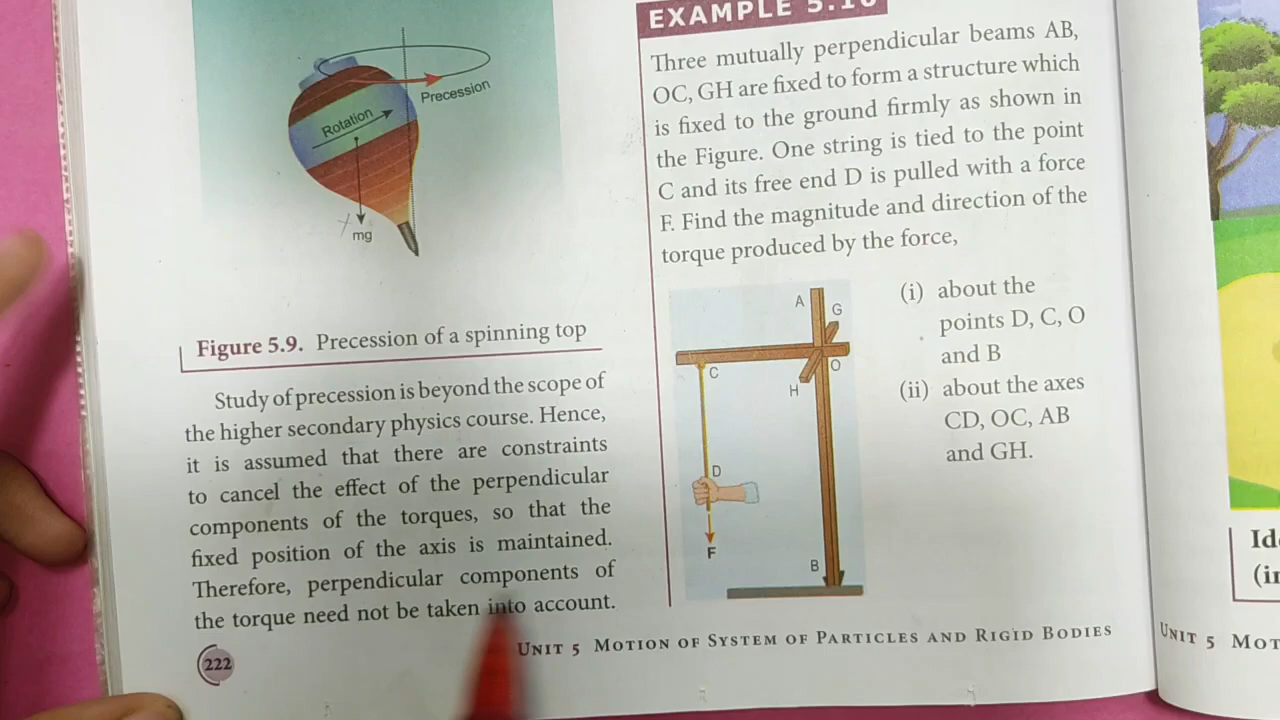 Precession
Rotation
mg
Figure 5.9. Precession of a spinning top
Study of precession is beyond the scope of
the higher secondary physics course. Hence,
it is assumed that there are constraints
to cancel the effect of the perpendicular
components of the torques, so that the
fixed position of the axis is maintained.
Therefore, perpendicular components of
the torque need not be taken into account.
222
EXAMPLE 5.10
Three mutually perpendicular beams AB,
OC, GH are fixed to form a structure which
is fixed to the ground firmly as shown in
the Figure. One string is tied to the point
C and its free end D is pulled with a force
F. Find the magnitude and direction of the
torque produced by the force,
A
G
C
O
H
D
F
B
(i) about the
points D, C, O
and B
(ii) about the axes
CD, OC, AB
and GH.
UNIT 5 MOTION OF SYSTEM OF PARTICLES AND RIGID BODIES
UNIT 5